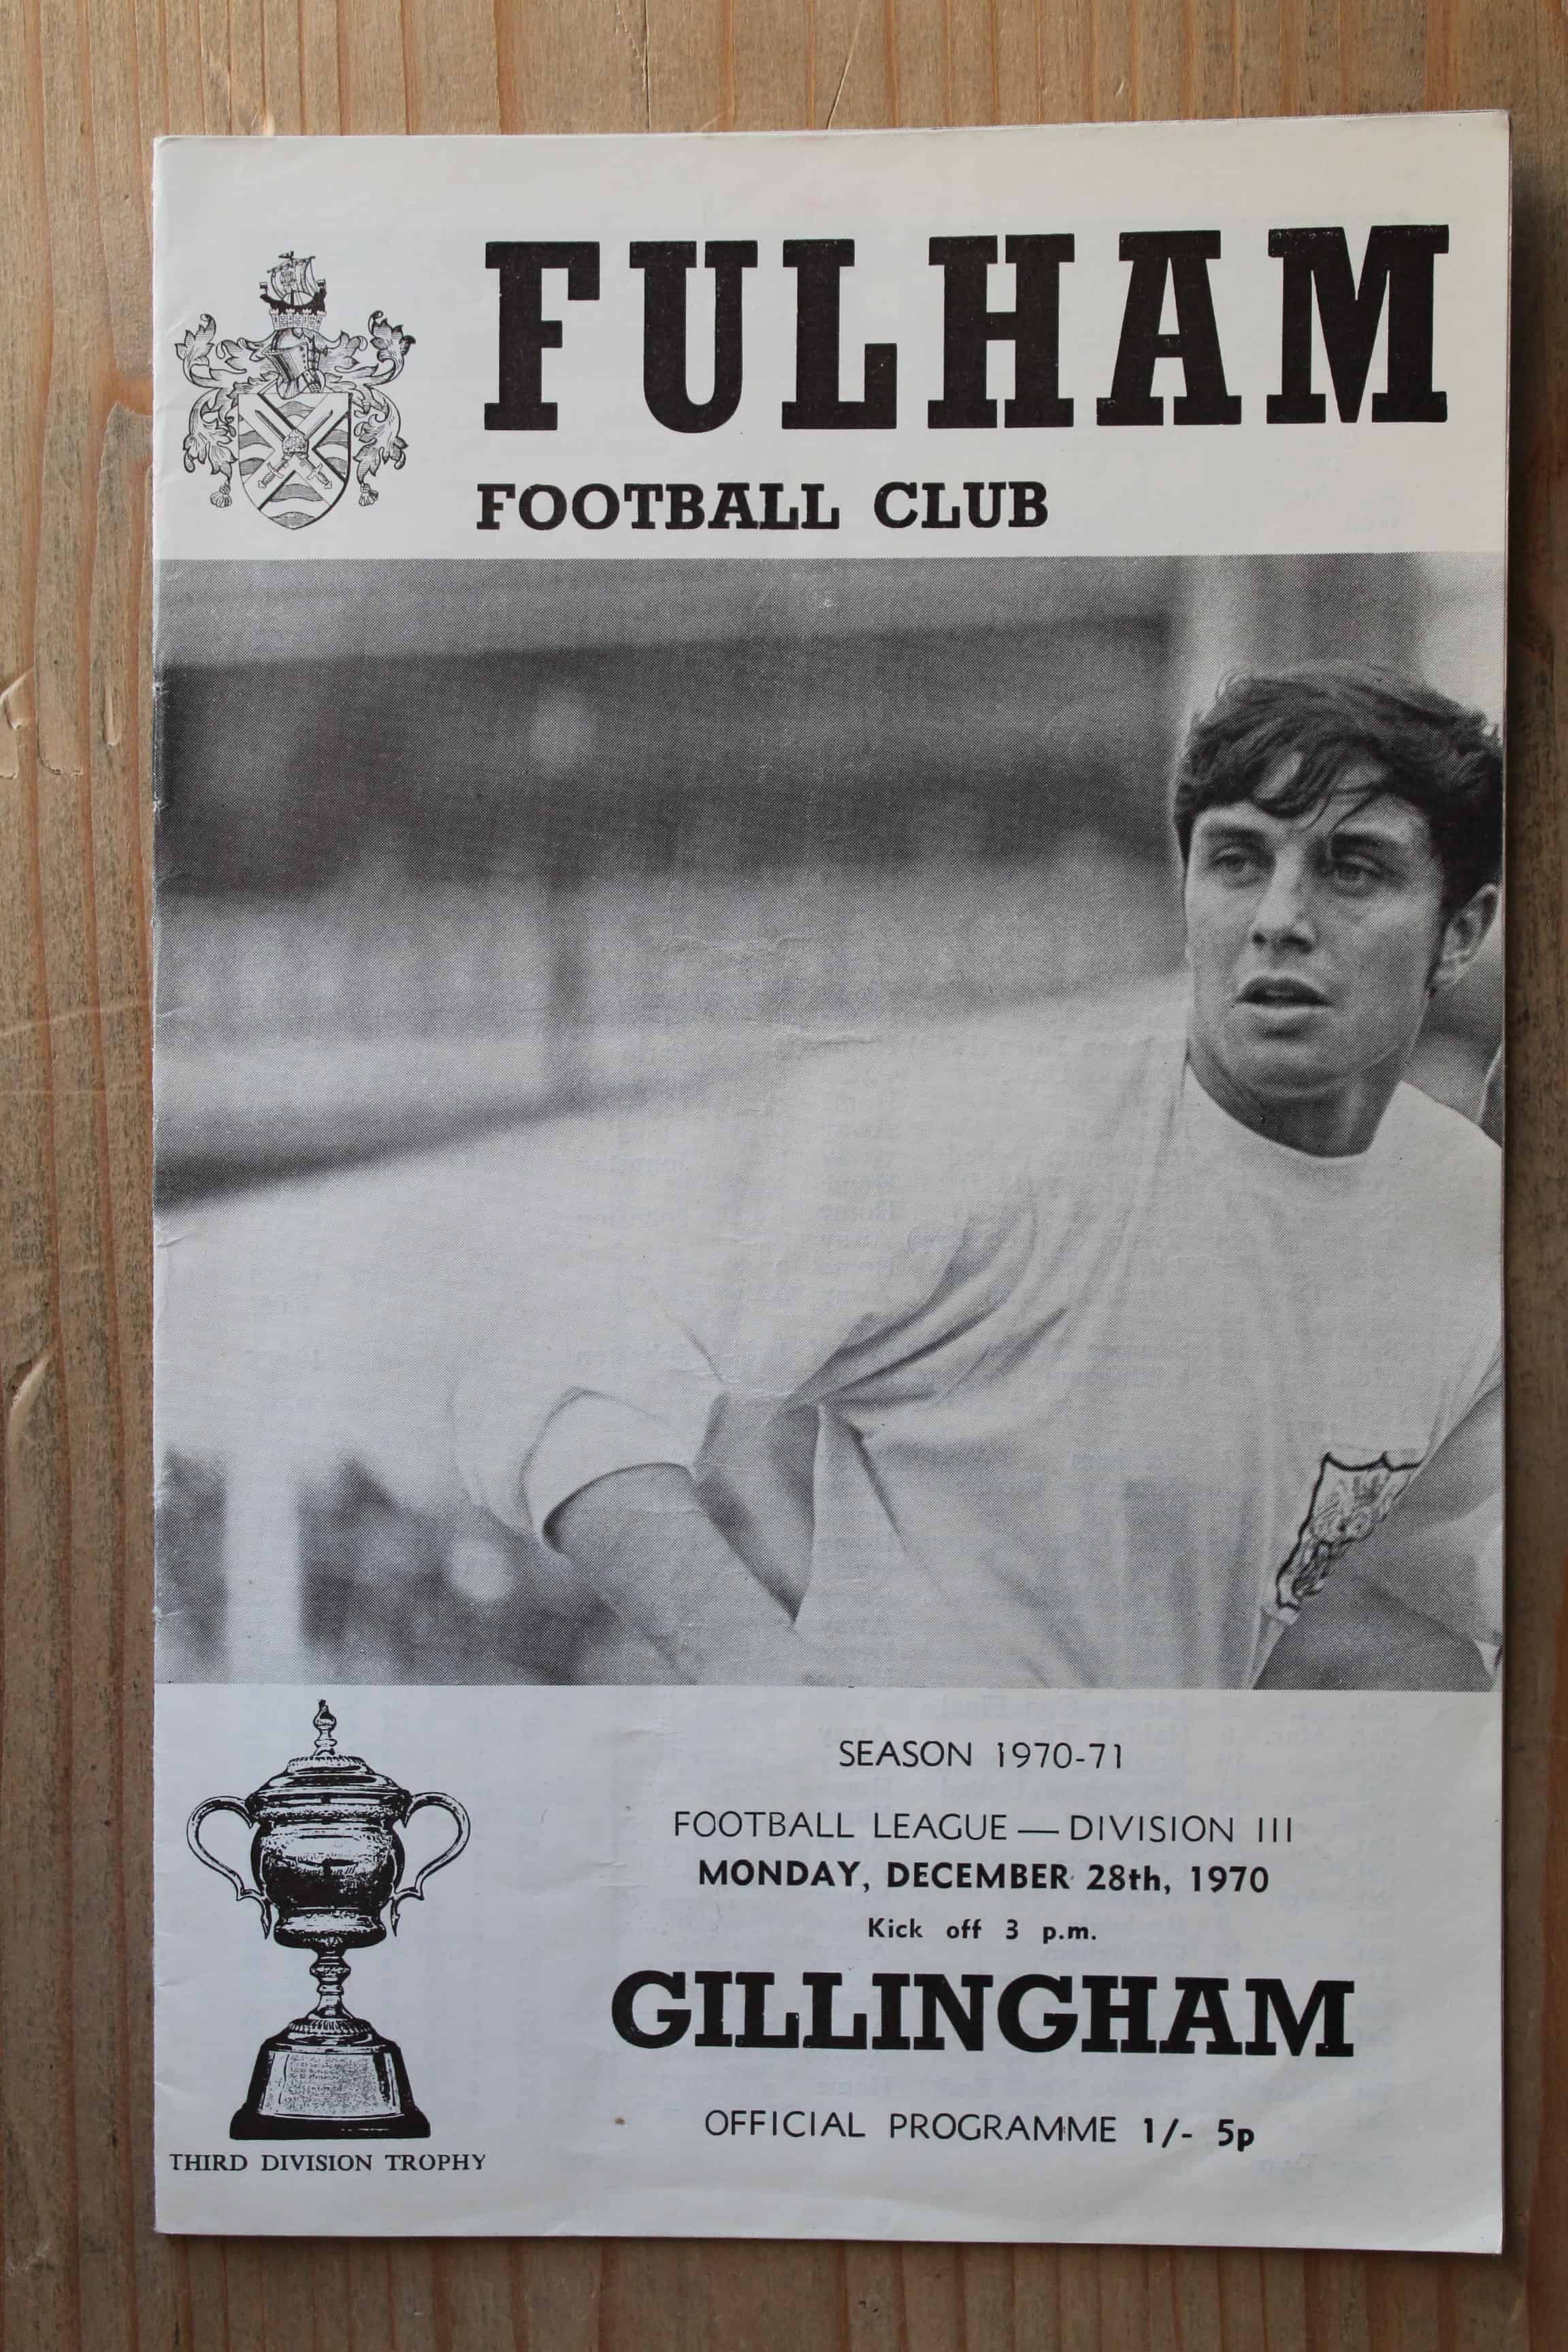 FULHAM
FOOTBALL CLUB
SEASON 1970-71
FOOTBALL LEAGUE — DIVISION III
MONDAY, DECEMBER 28th, 1970
Kick off 3 p.m.
GILLINGHAM
OFFICIAL PROGRAMME 1/- 5p
THIRD DIVISION TROPHY